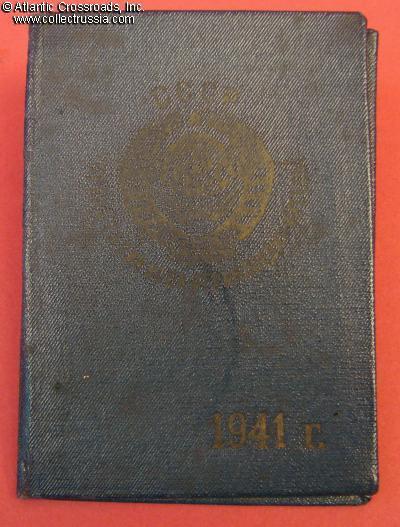 © Atlantic Crossroads, Inc.
www.collectrussia.com
СССР
1941 г.